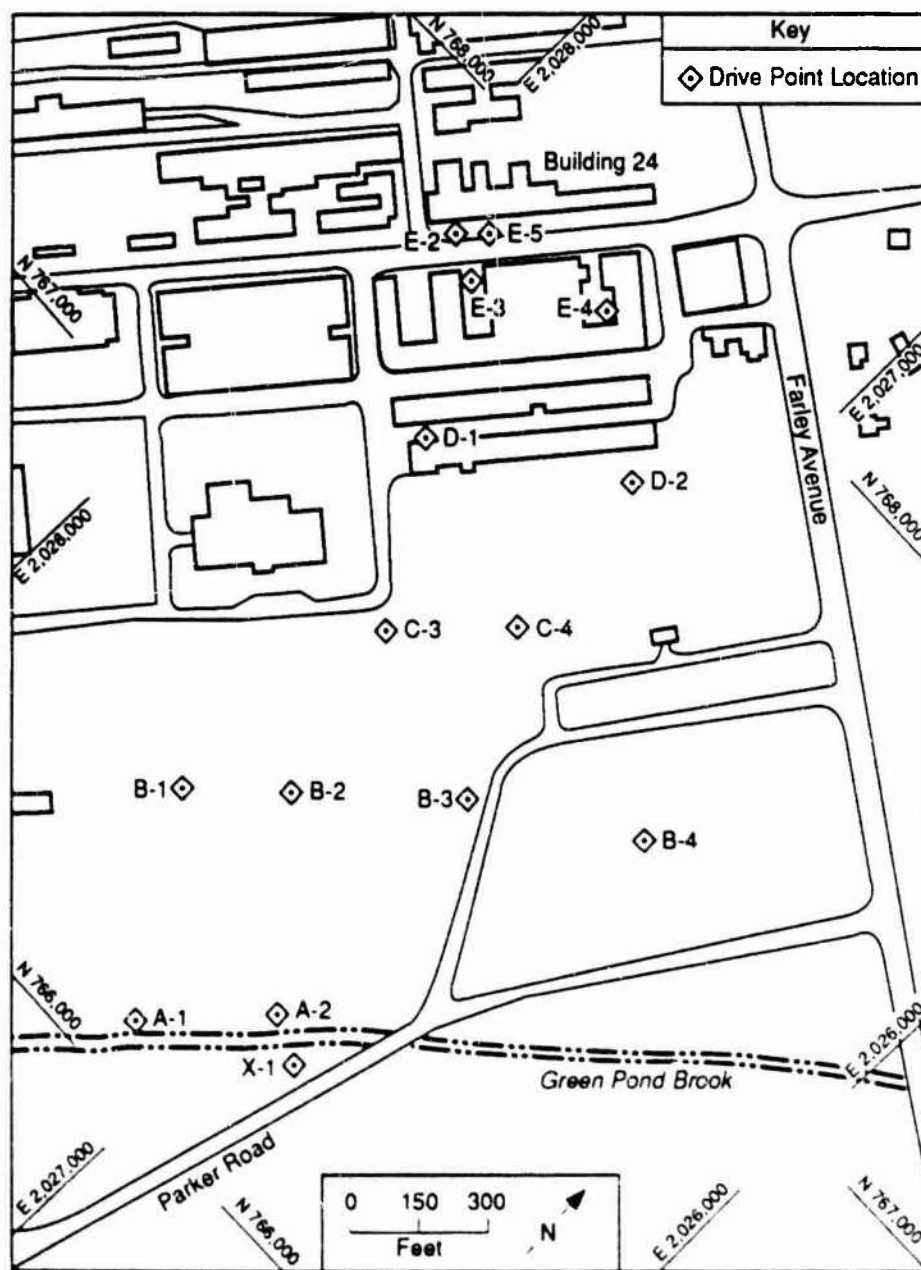 Key
Drive Point Location
N 768,000
E 2,028,000
Building 24
E-2
E-5
N 767,000
E-3
E-4
E 2,027,000
Farley Avenue
D-1
D-2
N 768,000
E 2,028,000
C-3
C-4
B-1
B-2
B-3
B-4
N 766,000
A-1
A-2
X-1
E 2,026,000
Green Pond Brook
E 2,027,000
Parker Road
N 766,000
0 150 300
Feet
N
E 2,026,000
N 767,000